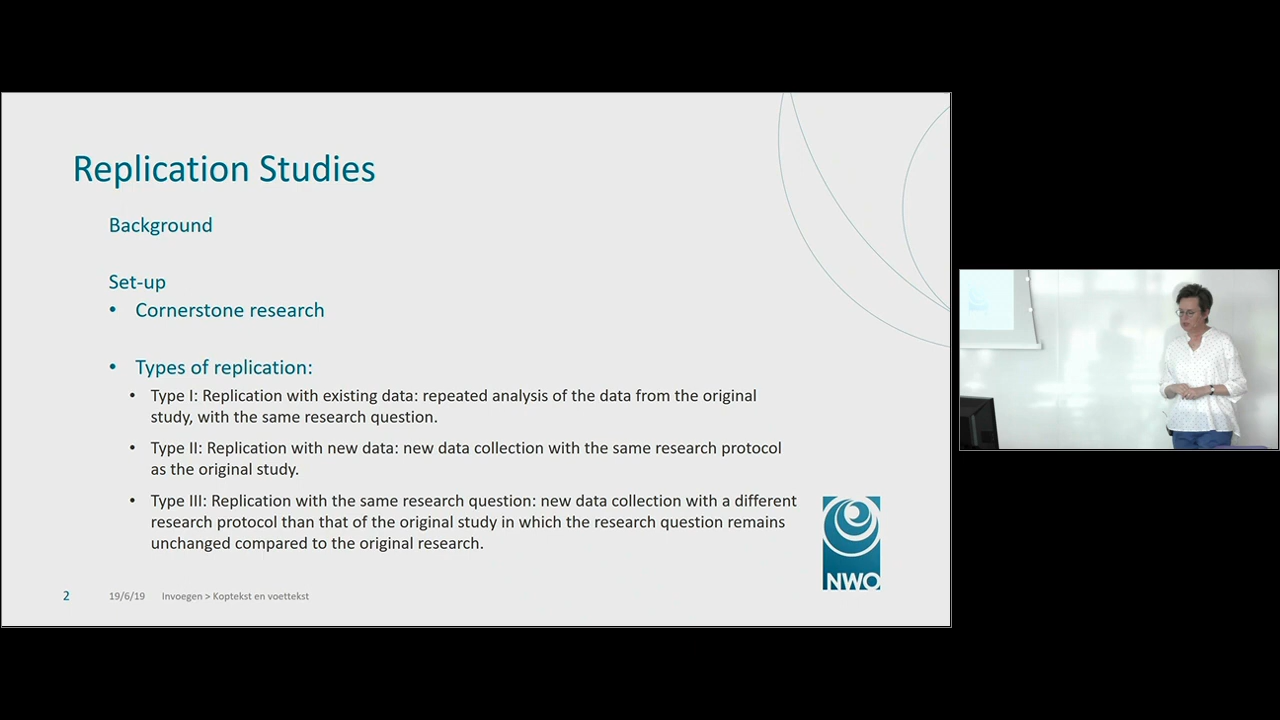 Replication Studies
Background
Set-up
• Cornerstone research
• Types of replication:
• Type I: Replication with existing data: repeated analysis of the data from the original
study, with the same research question.
• Type II: Replication with new data: new data collection with the same research protocol
as the original study.
• Type III: Replication with the same research question: new data collection with a different
research protocol than that of the original study in which the research question remains
unchanged compared to the original research.
NWO
2 19/6/19 Invoegen > Koptekst en voettekst